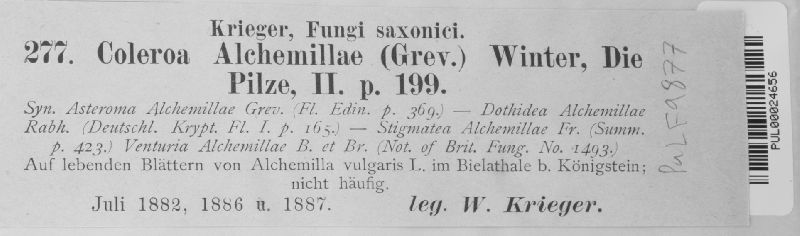 Krieger, Fungi saxonici.
277. Coleroa Alchemillae (Grev.) Winter, Die
Pilze, II. p. 199.
Syn. Asteroma Alchemillae Grev. (Fl. Edin. p. 369.) — Dothidea Alchemillae
Rabh. (Deutschl. Krypt. Fl. I. p. 165.) — Stigmatea Alchemillae Fr. (Summ.
p. 423.) Venturia Alchemillae B. et Br. (Not. of Brit. Fung. No. 1493.)
Auf lebenden Blättern von Alchemilla vulgaris L. im Bielathale b. Königstein;
nicht häufig.
Juli 1882, 1886 u. 1887. leg. W. Krieger.
PuLF9877
PUL00024656